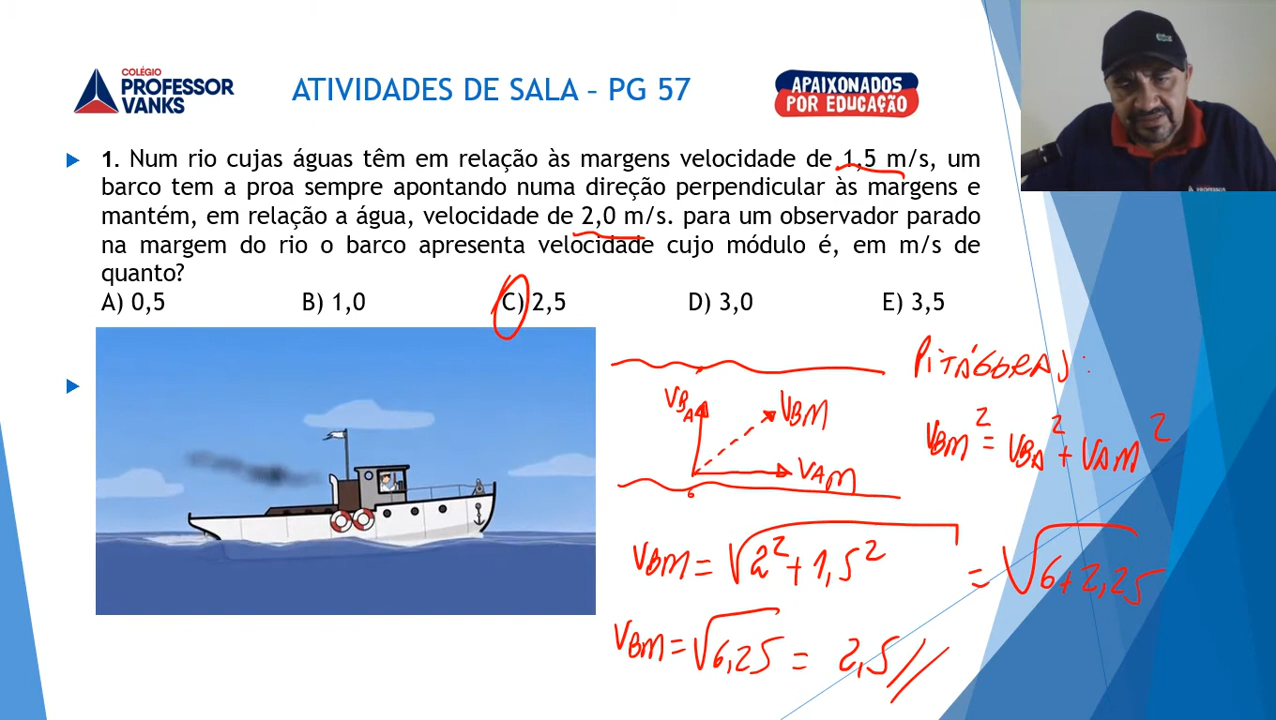 COLÉGIO
PROFESSOR
VANKS
ATIVIDADES DE SALA – PG 57
APAIXONADOS
POR EDUCAÇÃO
1. Num rio cujas águas têm em relação às margens velocidade de 1,5 m/s, um
barco tem a proa sempre apontando numa direção perpendicular às margens e
mantém, em relação a água, velocidade de 2,0 m/s. para um observador parado
na margem do rio o barco apresenta velocidade cujo módulo é, em m/s de
quanto?
A) 0,5 B) 1,0 C) 2,5 D) 3,0 E) 3,5
PITÁGORAS:
VBA VBM
VAM
VBM² = VBA² + VAM²
VBM = √2² + 1,5² = √6+2,25
VBM = √6,25 = 2,5//